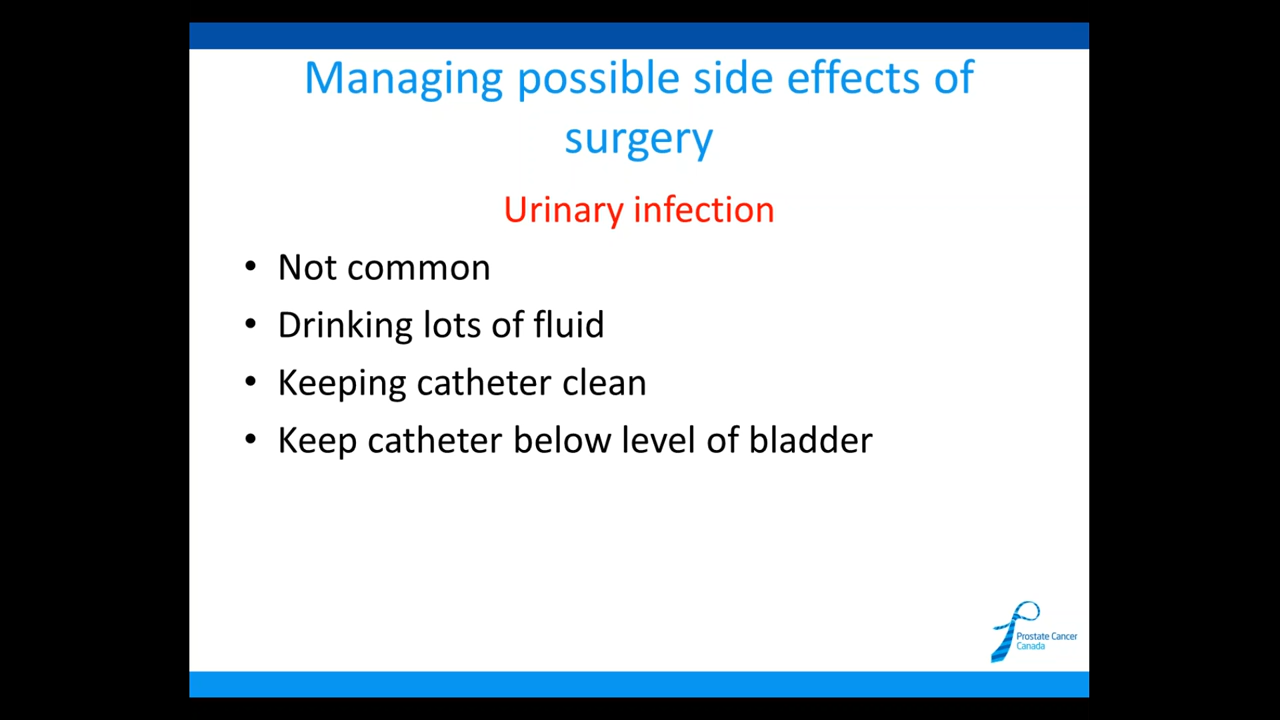 Managing possible side effects of
surgery
Urinary infection
• Not common
• Drinking lots of fluid
• Keeping catheter clean
• Keep catheter below level of bladder
Prostate Cancer
Canada